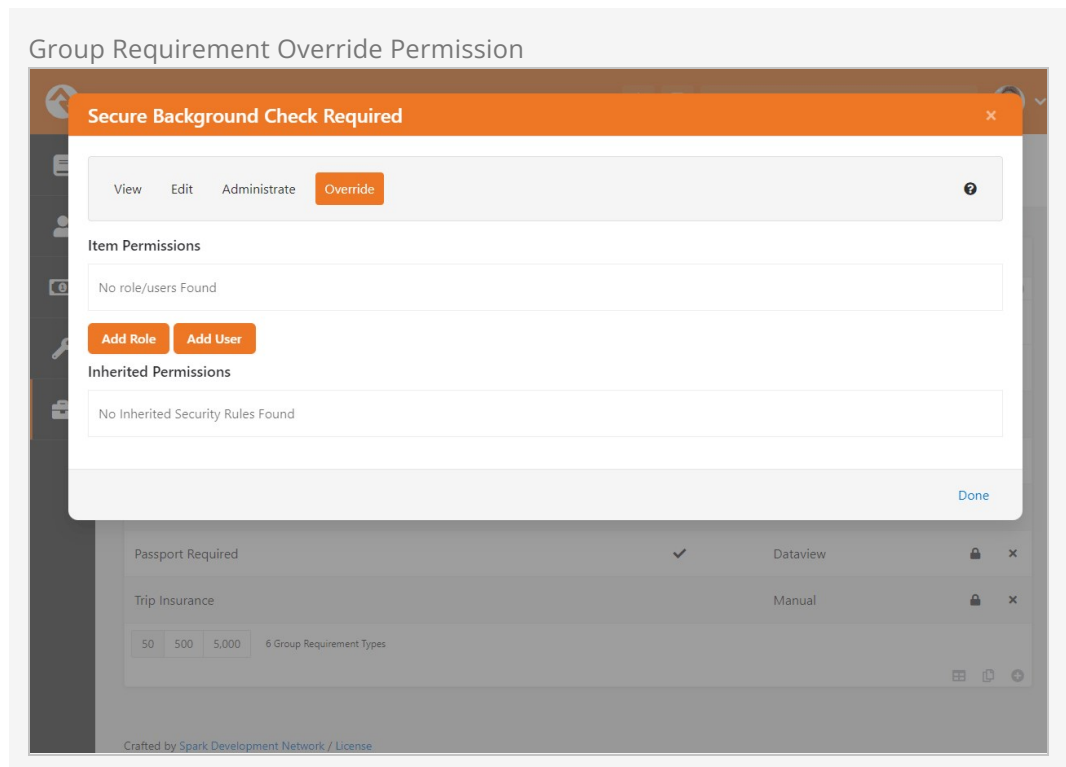 Group Requirement Override Permission
Secure Background Check Required
View Edit Administrate Override
Item Permissions
No role/users Found
Add Role Add User
Inherited Permissions
No Inherited Security Rules Found
Done
Passport Required Dataview
Trip Insurance Manual
50 500 5,000 6 Group Requirement Types
Crafted by Spark Development Network / License